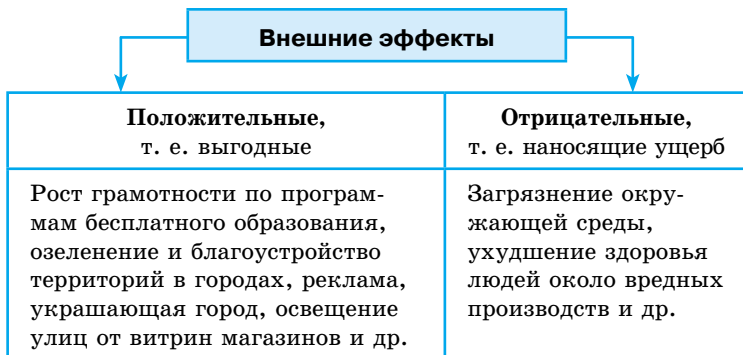 Внешние эффекты
Положительные,
т. е. выгодные
Отрицательные,
т. е. наносящие ущерб
Рост грамотности по програм-
мам бесплатного образования,
озеленение и благоустройство
территорий в городах, реклама,
украшающая город, освещение
улиц от витрин магазинов и др.
Загрязнение окру-
жающей среды,
ухудшение здоровья
людей около вредных
производств и др.